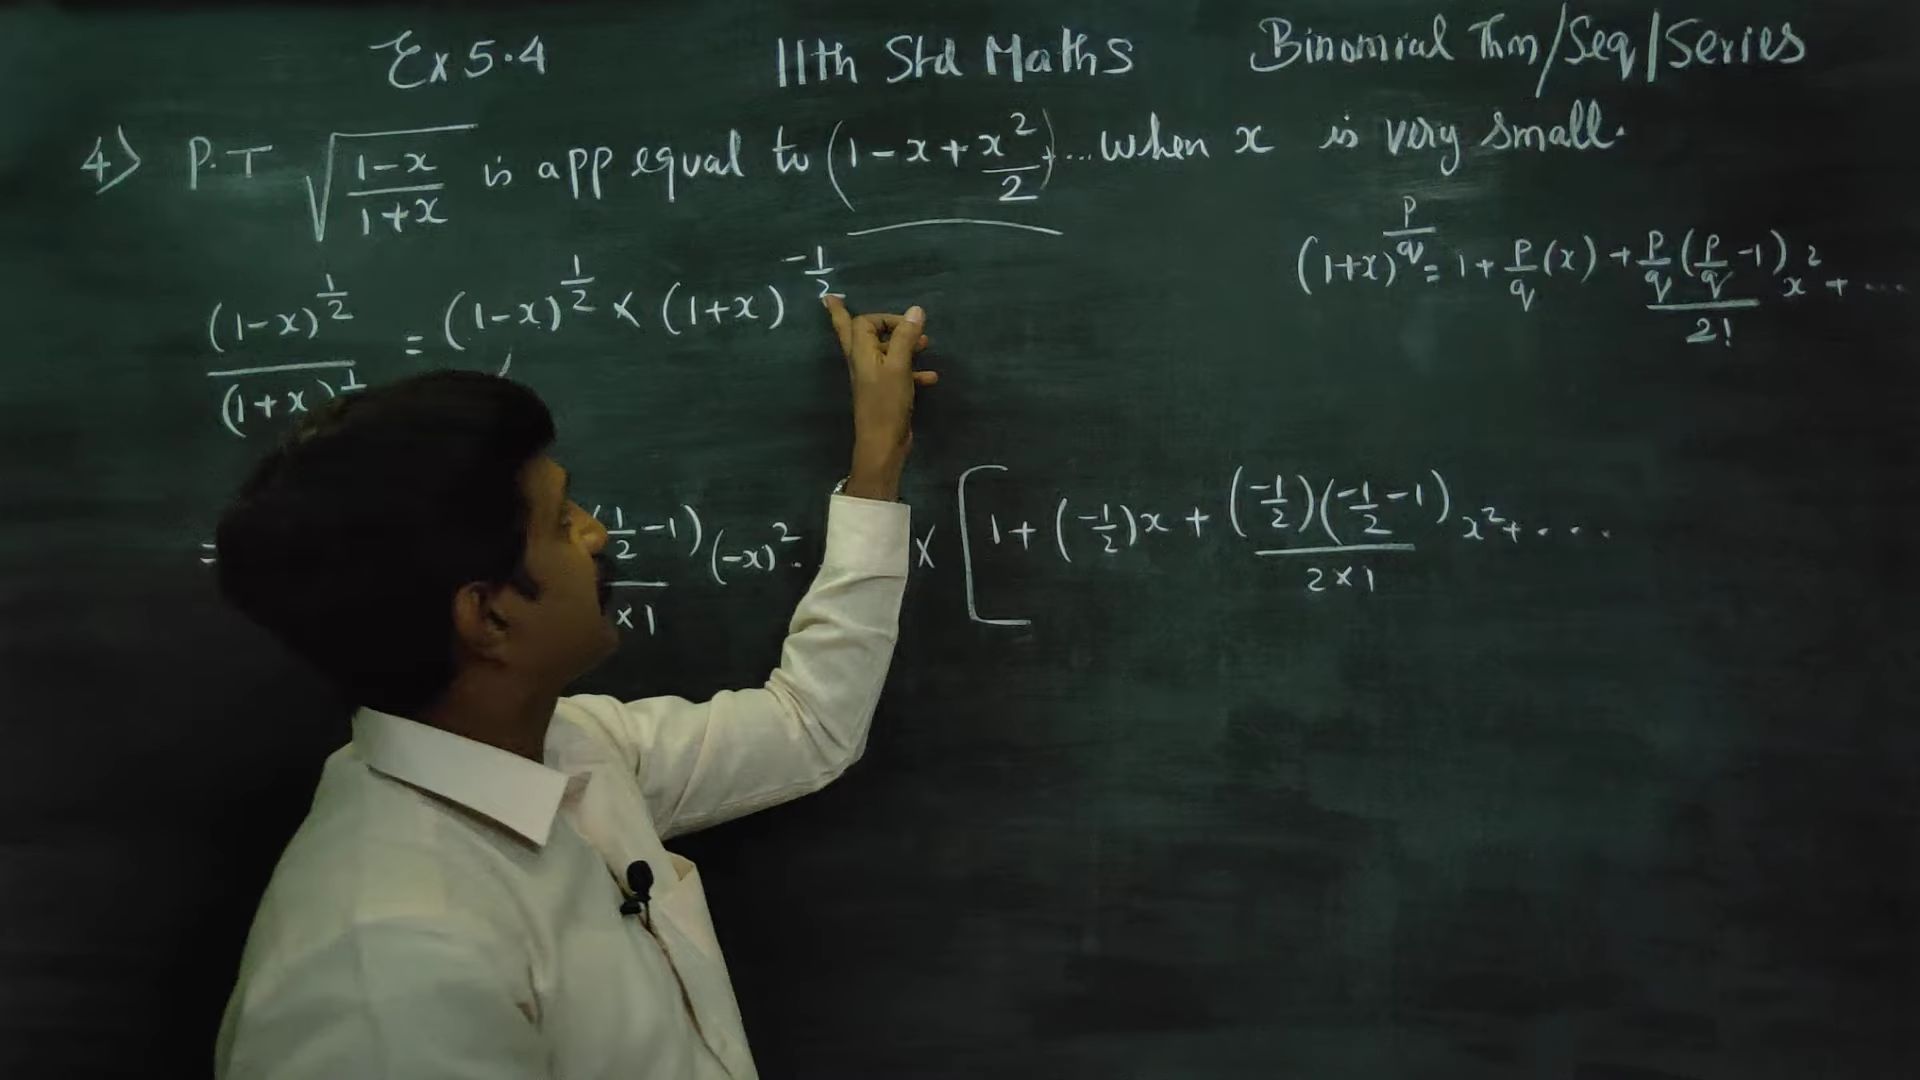 Ex 5.4 11th Std Maths Binomial Thm/Seq/Series
4) P.T √((1-x)/(1+x)) is app equal to (1-x+x²/2)+... when x is very small.
(1+x)^(p/q) = 1+p/q(x)+(p/q(p/q-1))/2! x²+...
(1-x)^(1/2)/(1+x) = (1-x)^(1/2) × (1+x)^(-1/2)
= (1/2-1)/×1 (-x)² × [1+(-1/2)x+((-1/2)(-1/2-1))/(2×1) x²+....